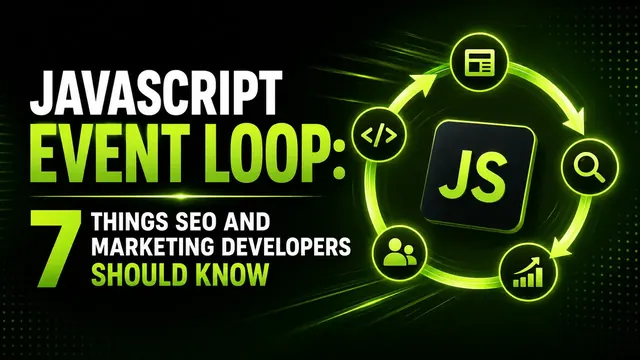 JAVASCRIPT
EVENT LOOP:
7 THINGS SEO AND
MARKETING DEVELOPERS
SHOULD KNOW
</>
JS